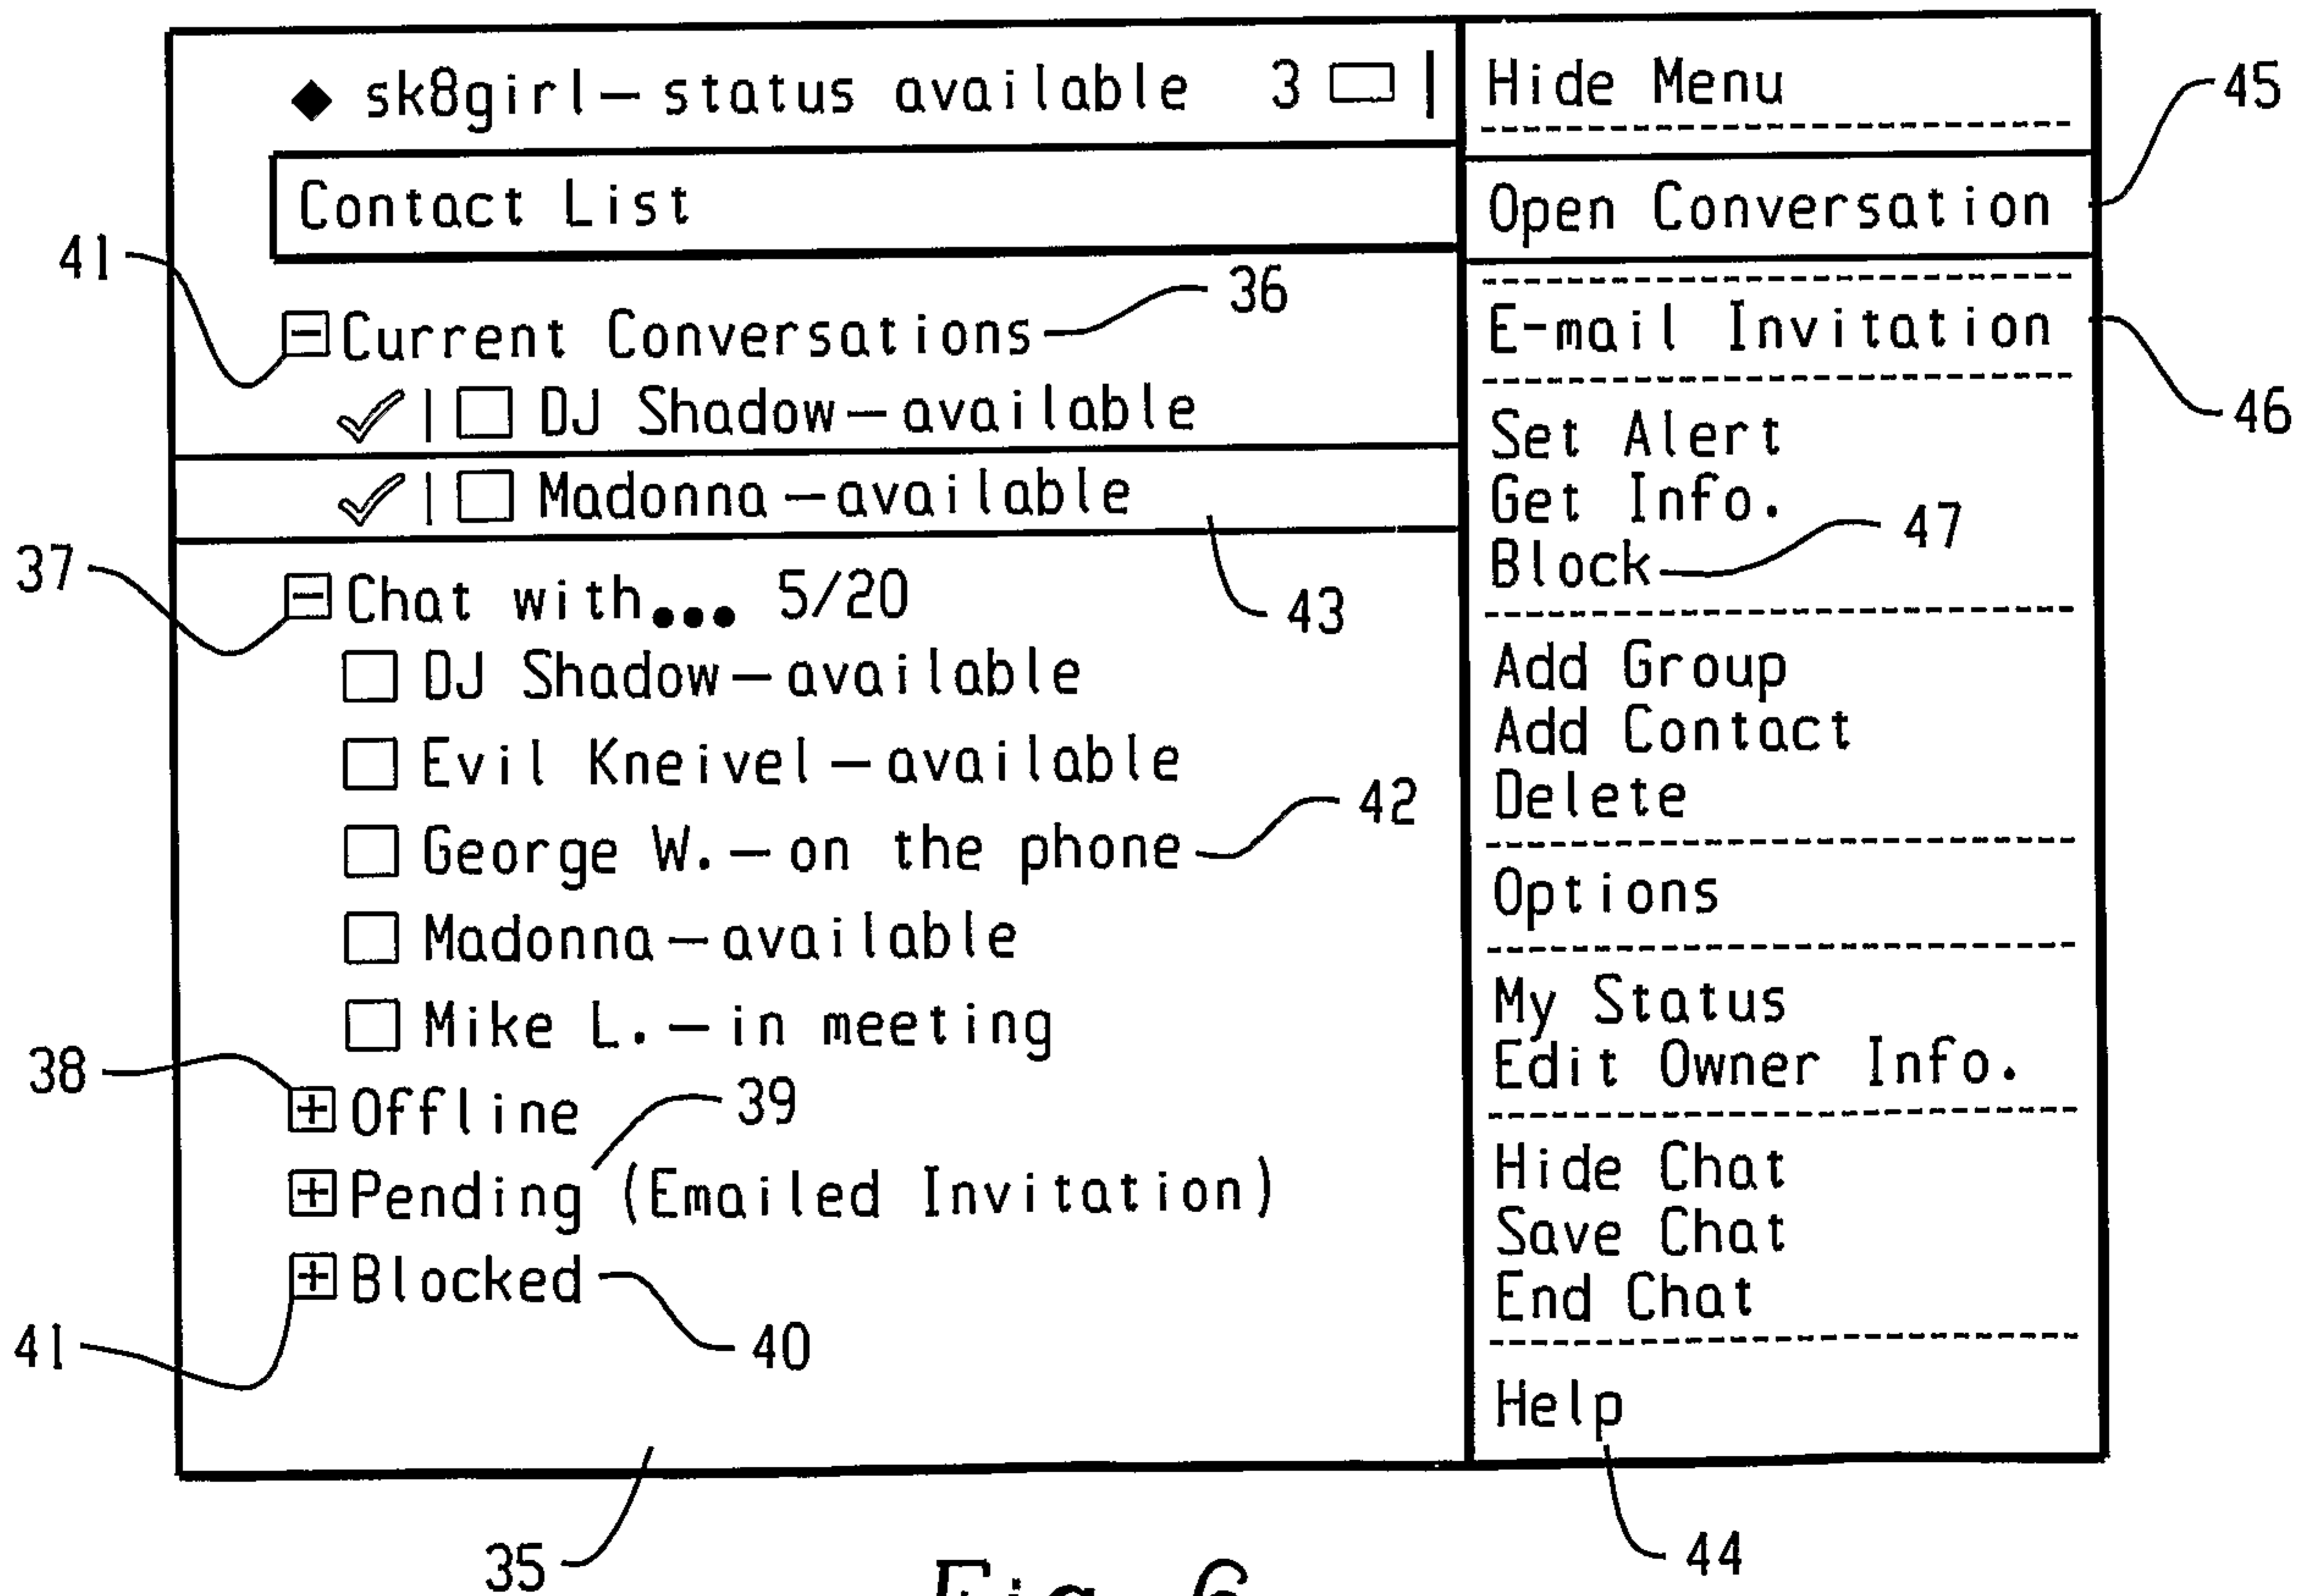 ◆ sk8girl— status available 3
Contact List
41
36
Current Conversations
DJ Shadow—available
Madonna—available
43
37
Chat with... 5/20
DJ Shadow—available
Evil Kneivel—available
42
George W.—on the phone
Madonna—available
Mike L.—in meeting
38
Offline
39
Pending (Emailed Invitation)
Blocked
41
40
35
Hide Menu
45
Open Conversation
E-mail Invitation
46
Set Alert
Get Info.
Block
47
Add Group
Add Contact
Delete
Options
My Status
Edit Owner Info.
Hide Chat
Save Chat
End Chat
Help
44
Fig. 6